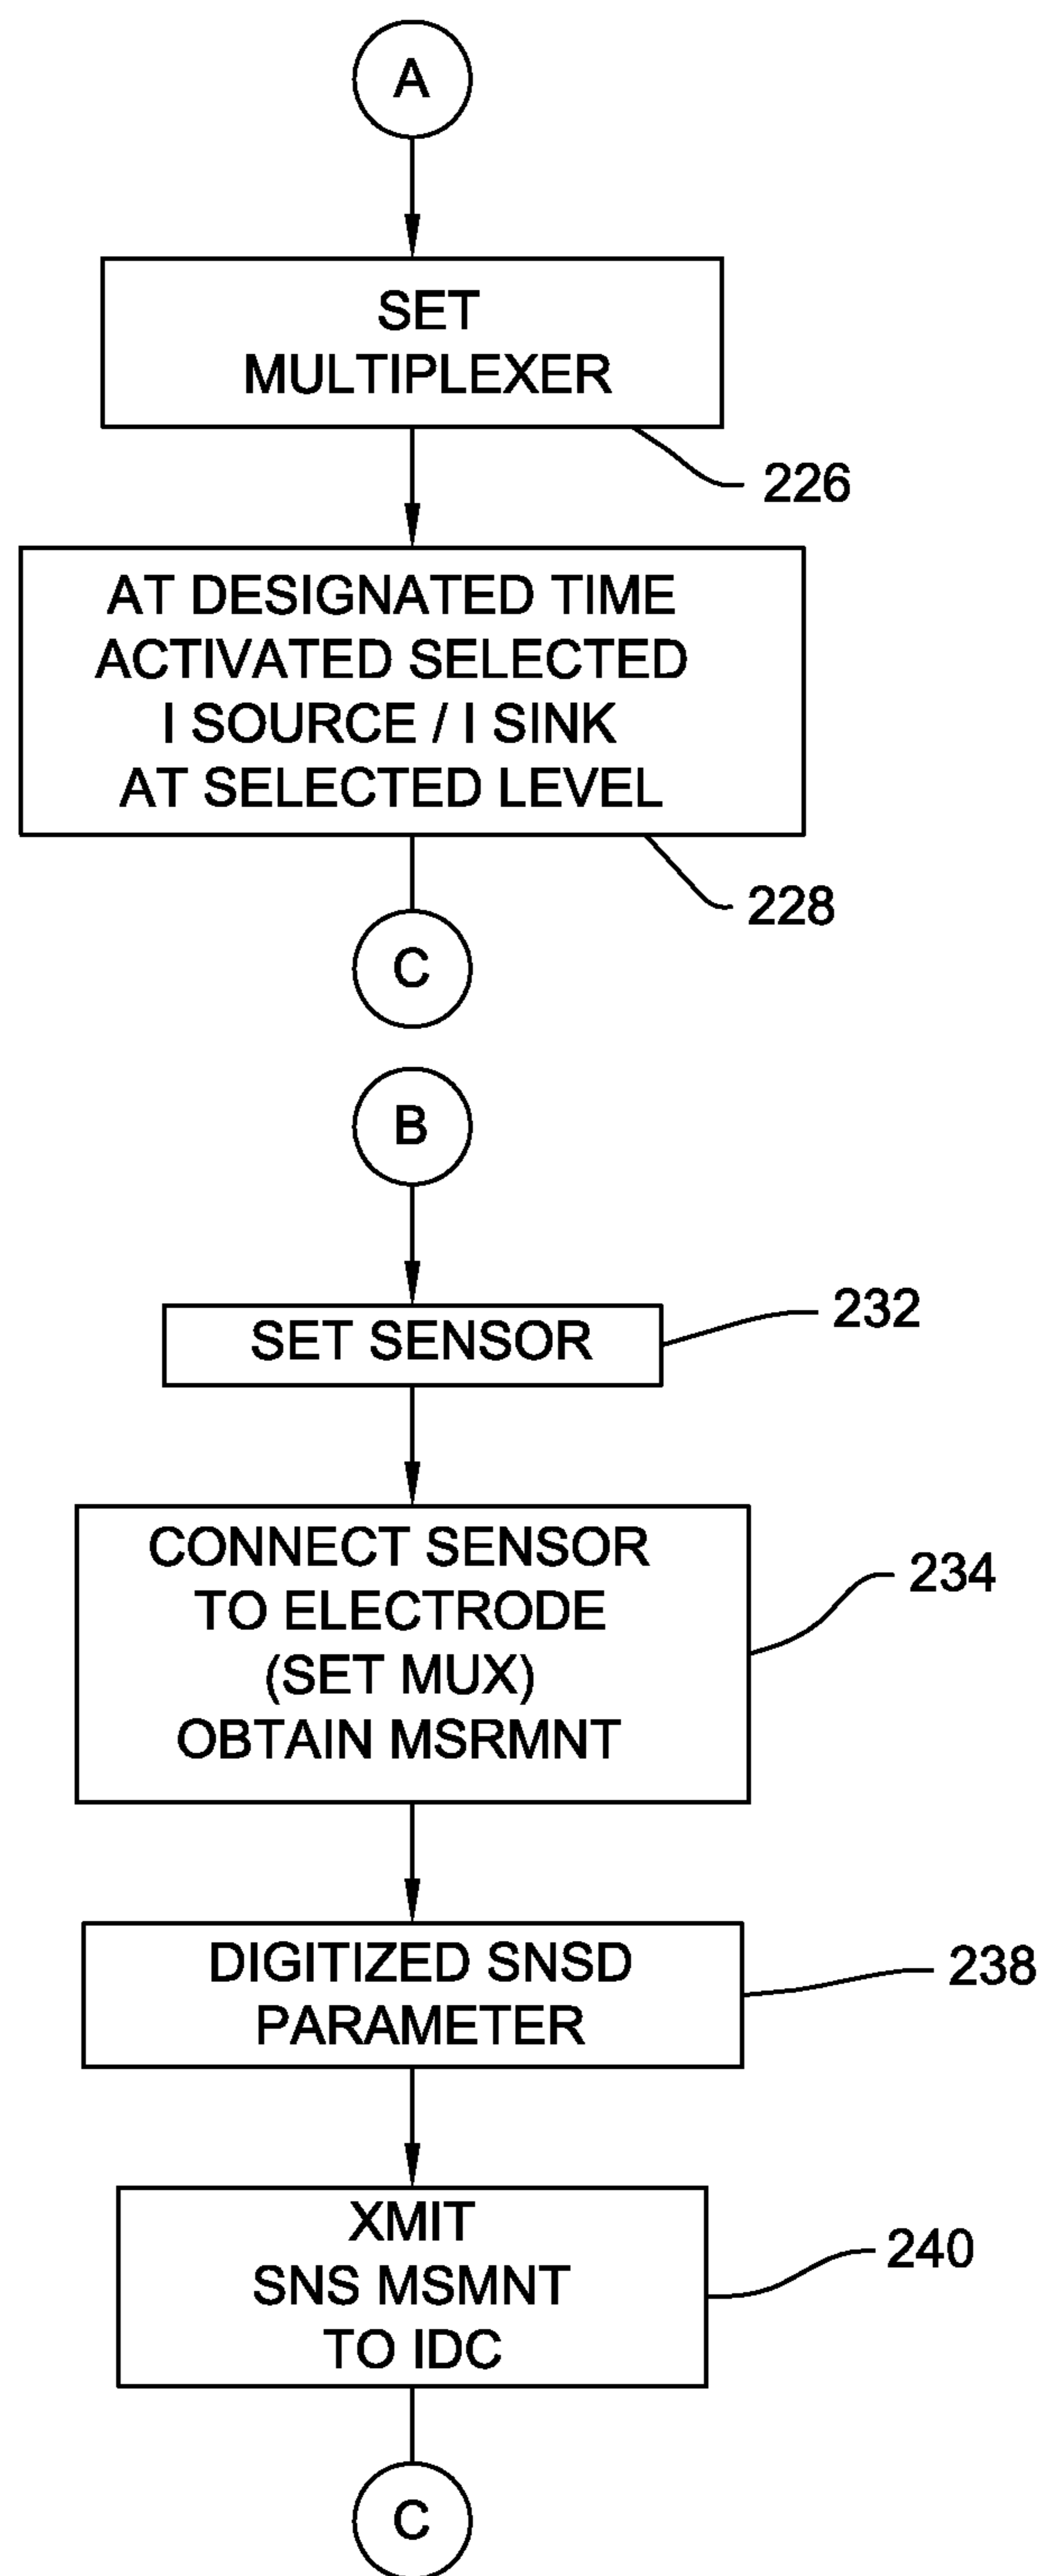 A
SET
MULTIPLEXER
226
AT DESIGNATED TIME
ACTIVATED SELECTED
I SOURCE / I SINK
AT SELECTED LEVEL
228
C
B
SET SENSOR
232
CONNECT SENSOR
TO ELECTRODE
(SET MUX)
OBTAIN MSRMNT
234
DIGITIZED SNSD
PARAMETER
238
XMIT
SNS MSMNT
TO IDC
240
C